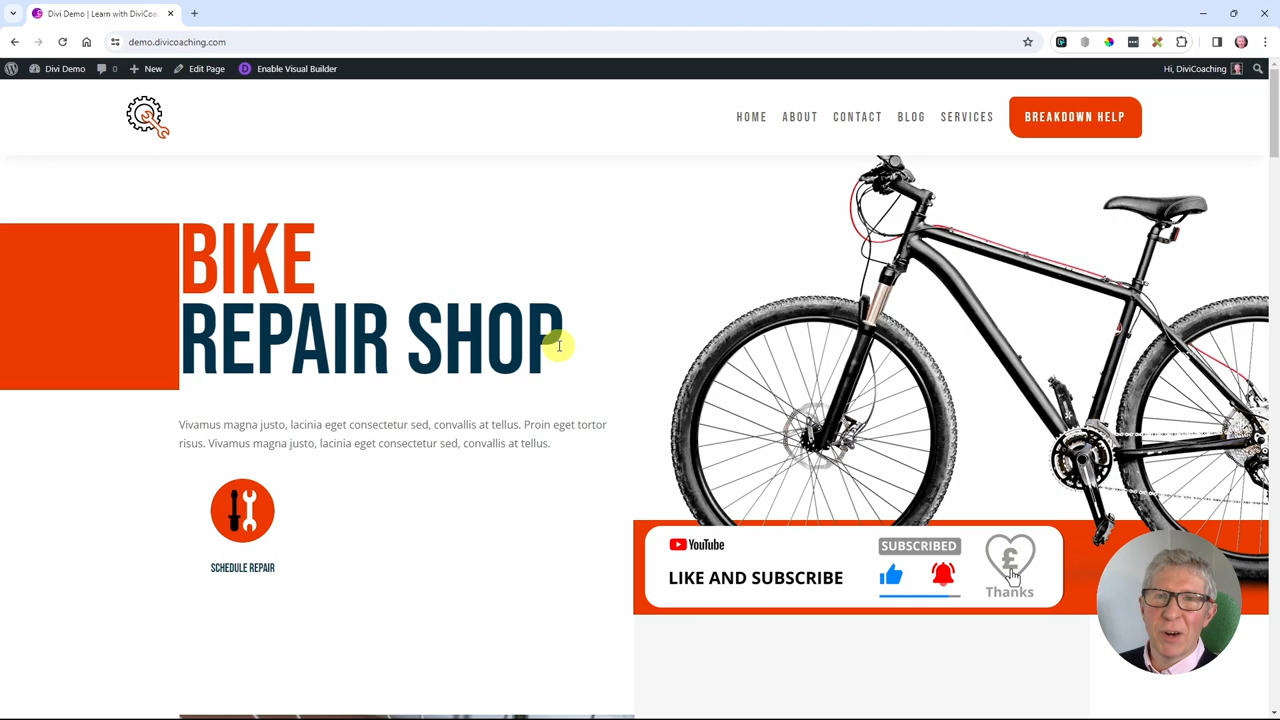 Divi Demo | Learn with DiviCoa
demo.divicoaching.com
Divi Demo 0 New Edit Page Enable Visual Builder Hi, DiviCoaching
HOME ABOUT CONTACT BLOG SERVICES BREAKDOWN HELP
BIKE
REPAIR SHOP
Vivamus magna justo, lacinia eget consectetur sed, convallis at tellus. Proin eget tortor
risus. Vivamus magna justo, lacinia eget consectetur sed, convallis at tellus.
SCHEDULE REPAIR
YouTube
LIKE AND SUBSCRIBE
SUBSCRIBED
£
Thanks